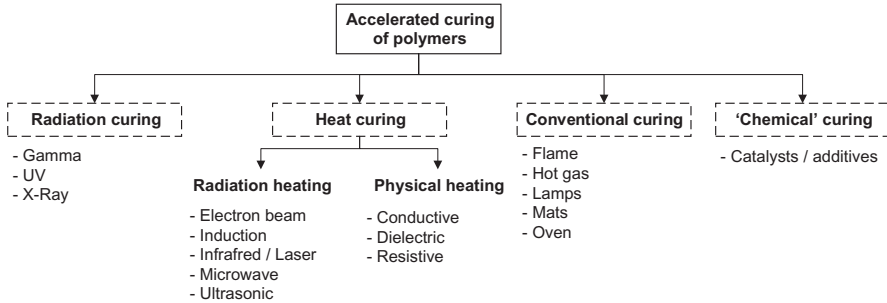 Accelerated curing
of polymers
Radiation curing
- Gamma
- UV
- X-Ray
Heat curing
Radiation heating
- Electron beam
- Induction
- Infrafred / Laser
- Microwave
- Ultrasonic
Physical heating
- Conductive
- Dielectric
- Resistive
Conventional curing
- Flame
- Hot gas
- Lamps
- Mats
- Oven
‘Chemical’ curing
- Catalysts / additives